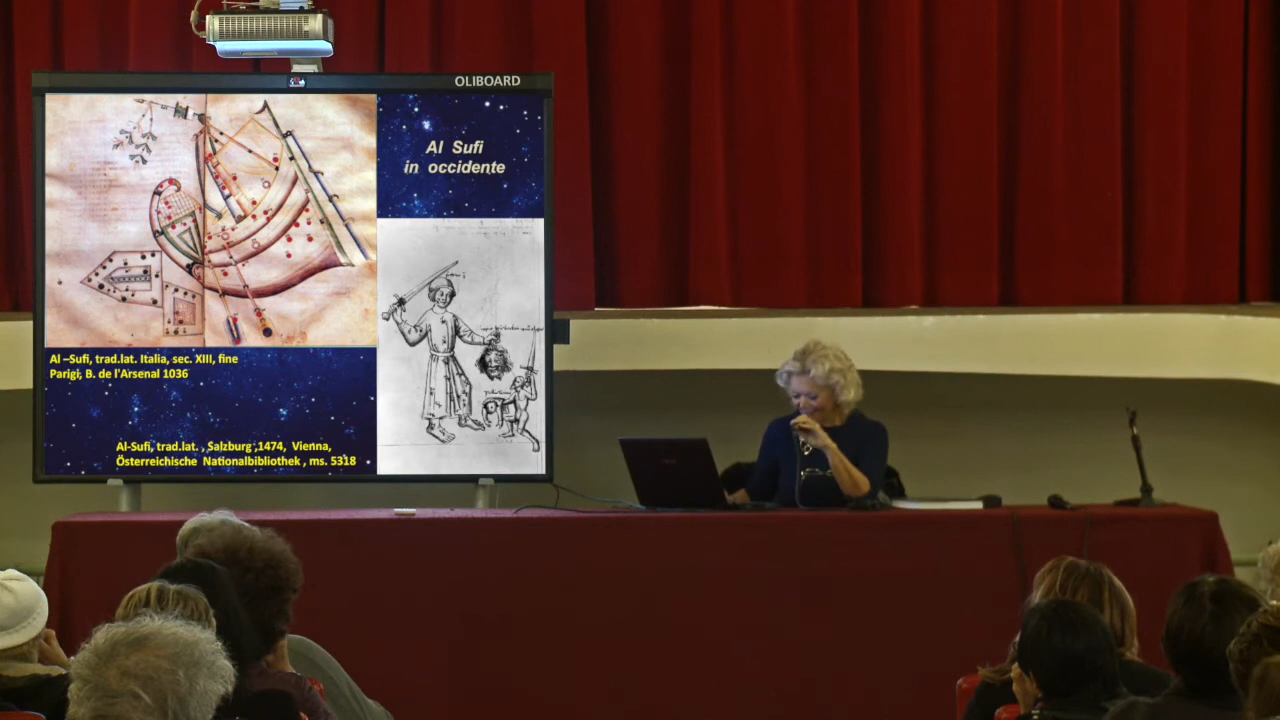 OLIBOARD
Al Sufi
in occidente
Al –Sufi, trad.lat. Italia, sec. XIII, fine
Parigi, B. de l'Arsenal 1036
Al-Sufi, trad.lat. , Salzburg ,1474, Vienna,
Österreichische Nationalbibliothek , ms. 5318